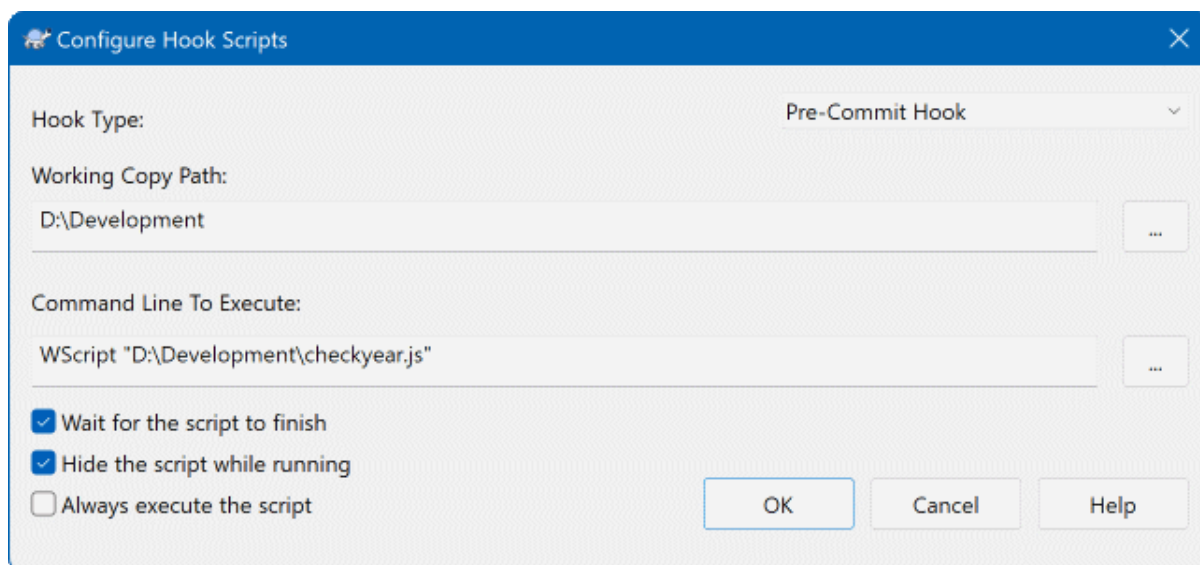 Configure Hook Scripts
Hook Type:
Pre-Commit Hook
Working Copy Path:
D:\Development
...
Command Line To Execute:
WScript "D:\Development\checkyear.js"
...
Wait for the script to finish
Hide the script while running
Always execute the script
OK
Cancel
Help